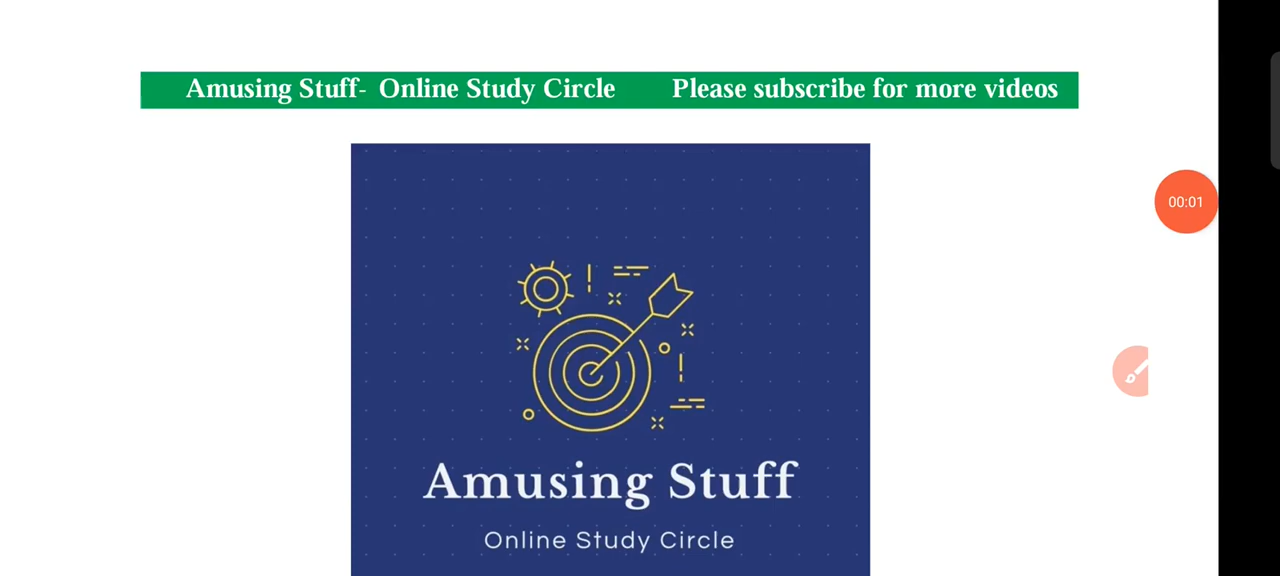 Amusing Stuff- Online Study Circle Please subscribe for more videos
00:01
Amusing Stuff
Online Study Circle